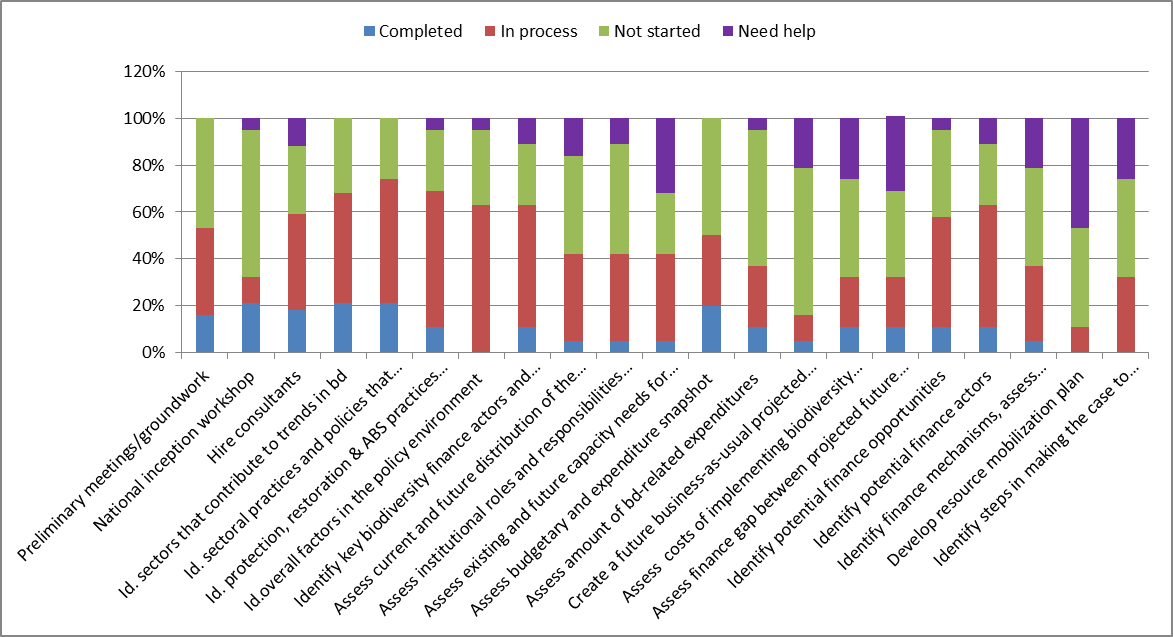 Completed In process Not started Need help
120%
100%
80%
60%
40%
20%
0%
Preliminary meetings/groundwork
National inception workshop
Hire consultants
Id. sectors that contribute to trends in bd
Id. sectoral practices and policies that...
Id. protection, restoration & ABS practices...
Id.overall factors in the policy environment
Identify key biodiversity finance actors and...
Assess current and future distribution of the...
Assess institutional roles and responsibilities...
Assess existing and future capacity needs for...
Assess budgetary and expenditure snapshot
Assess amount of bd-related expenditures
Create a future business-as-usual projected...
Assess  costs of implementing biodiversity...
Assess finance gap between projected future...
Identify potential finance opportunities
Identify potential finance actors
Identify finance mechanisms, assess...
Develop resource mobilization plan
Identify steps in making the case to...